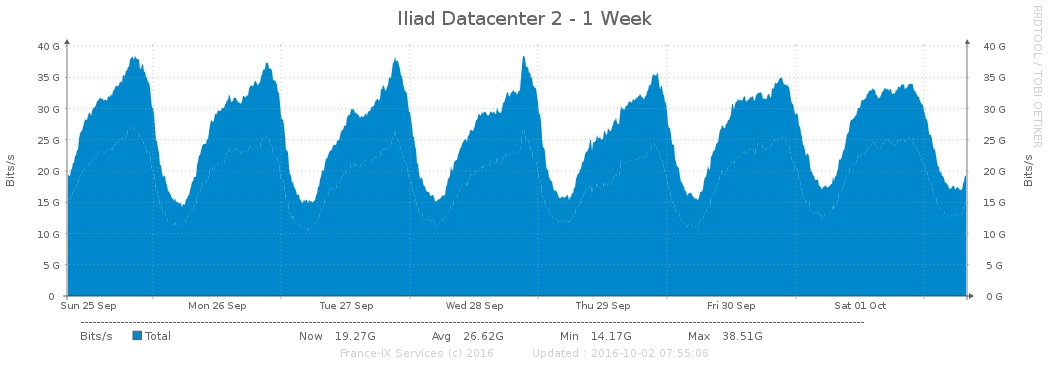 Iliad Datacenter 2 - 1 Week
RRDTOOL / TOBI OETIKER
Bits/s
40 G 40 G
35 G 35 G
30 G 30 G
25 G 25 G
20 G 20 G
15 G 15 G
10 G 10 G
5 G 5 G
0 0 G
Bits/s
Sun 25 Sep Mon 26 Sep Tue 27 Sep Wed 28 Sep Thu 29 Sep Fri 30 Sep Sat 01 Oct
Bits/s Total Now 19.27G Avg 26.62G Min 14.17G Max 38.51G
France-IX Services (c) 2016 Updated : 2016-10-02 07:55:06